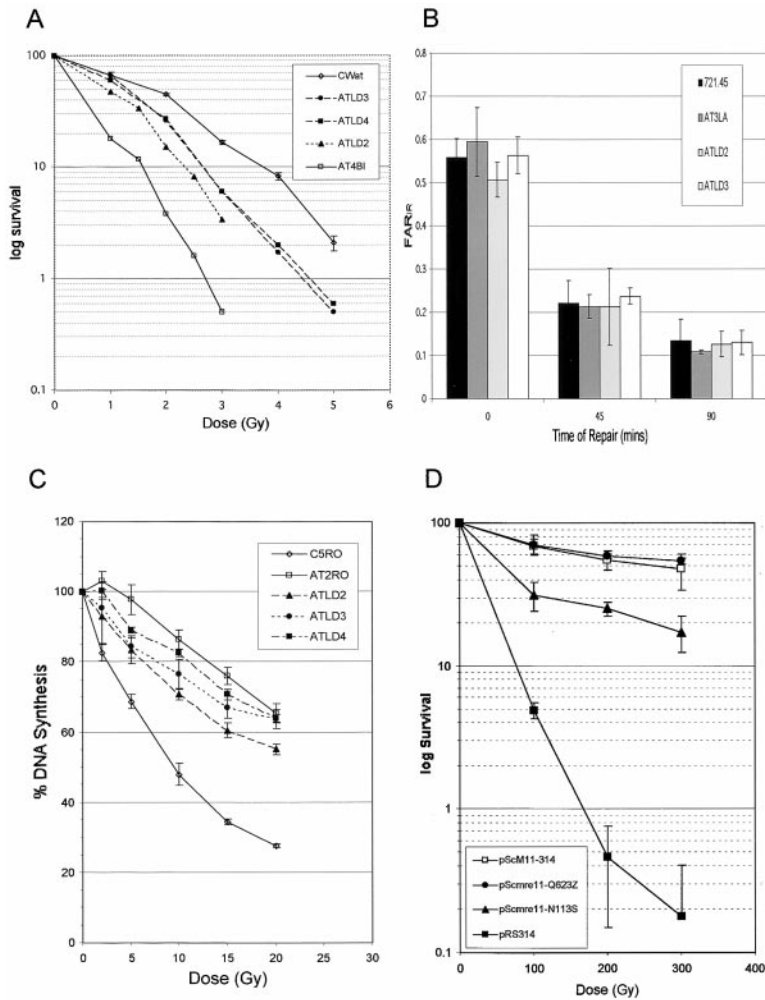 A
100
10
1
0.1
log survival
0 1 2 3 4 5 6
Dose (Gy)
CWat
ATLD3
ATLD4
ATLD2
AT4BI
B
0.8
0.7
0.6
0.5
0.4
0.3
0.2
0.1
0
FARIR
0 45 90
Time of Repair (mins)
721.45
AT3LA
ATLD2
ATLD3
C
120
100
80
60
40
20
0
% DNA Synthesis
0 5 10 15 20 25 30
Dose (Gy)
C5RO
AT2RO
ATLD2
ATLD3
ATLD4
D
100
10
1
0.1
log Survival
0 100 200 300 400
Dose (Gy)
pScM11-314
pScmre11-Q623Z
pScmre11-N113S
pRS314